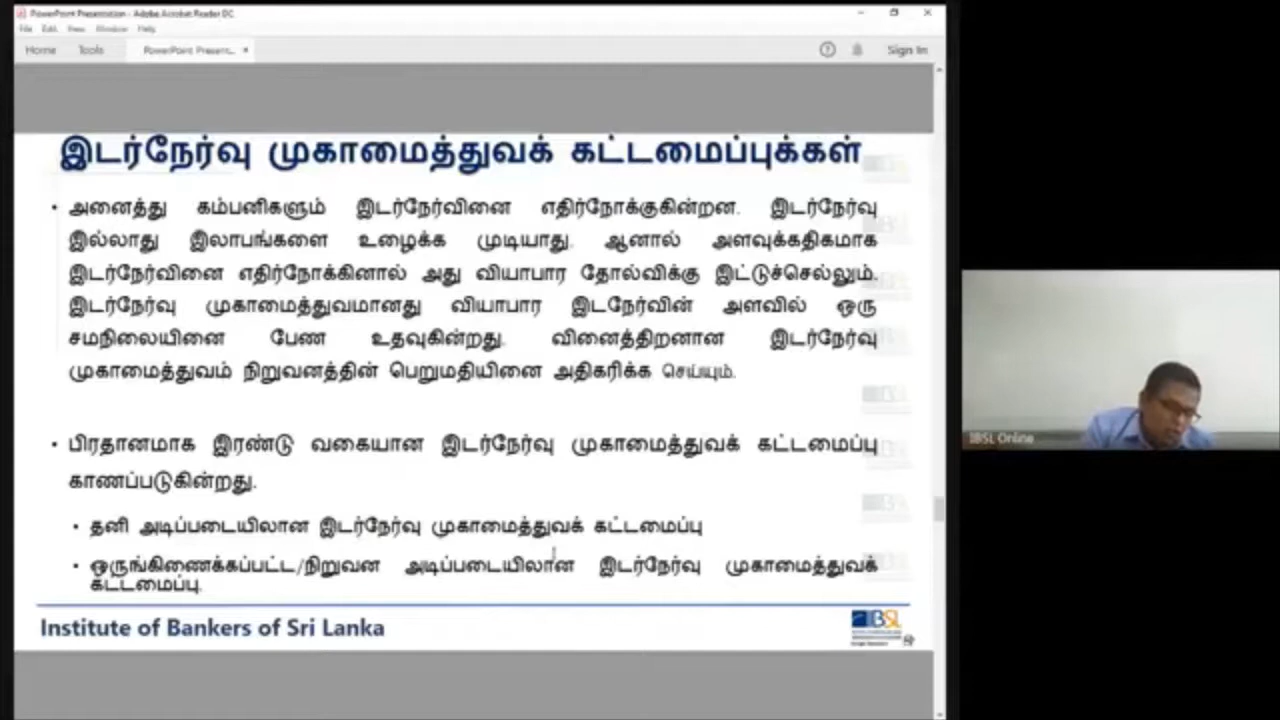 PowerPoint Presentation - Adobe Acrobat Reader DC
File Edit View Window Help
Home Tools PowerPoint Present... × Sign In
இடர்நேர்வு முகாமைத்துவக் கட்டமைப்புக்கள்
• அனைத்து கம்பனிகளும் இடர்நேர்வினை எதிர்நோக்குகின்றன. இடர்நேர்வு
இல்லாது இலாபங்களை உழைக்க முடியாது. ஆனால் அளவுக்கதிகமாக
இடர்நேர்வினை எதிர்நோக்கினால் அது வியாபார தோல்விக்கு இட்டுச்செல்லும்.
இடர்நேர்வு முகாமைத்துவமானது வியாபார இடநேர்வின் அளவில் ஒரு
சமநிலையினை பேண உதவுகின்றது. வினைத்திறனான இடர்நேர்வு
முகாமைத்துவம் நிறுவனத்தின் பெறுமதியினை அதிகரிக்க செய்யும்.
• பிரதானமாக இரண்டு வகையான இடர்நேர்வு முகாமைத்துவக் கட்டமைப்பு
காணப்படுகின்றது.
• தனி அடிப்படையிலான இடர்நேர்வு முகாமைத்துவக் கட்டமைப்பு
• ஒருங்கிணைக்கப்பட்ட/நிறுவன அடிப்படையிலான இடர்நேர்வு முகாமைத்துவக்
கட்டமைப்பு.
Institute of Bankers of Sri Lanka
IBSL
IBSL Online